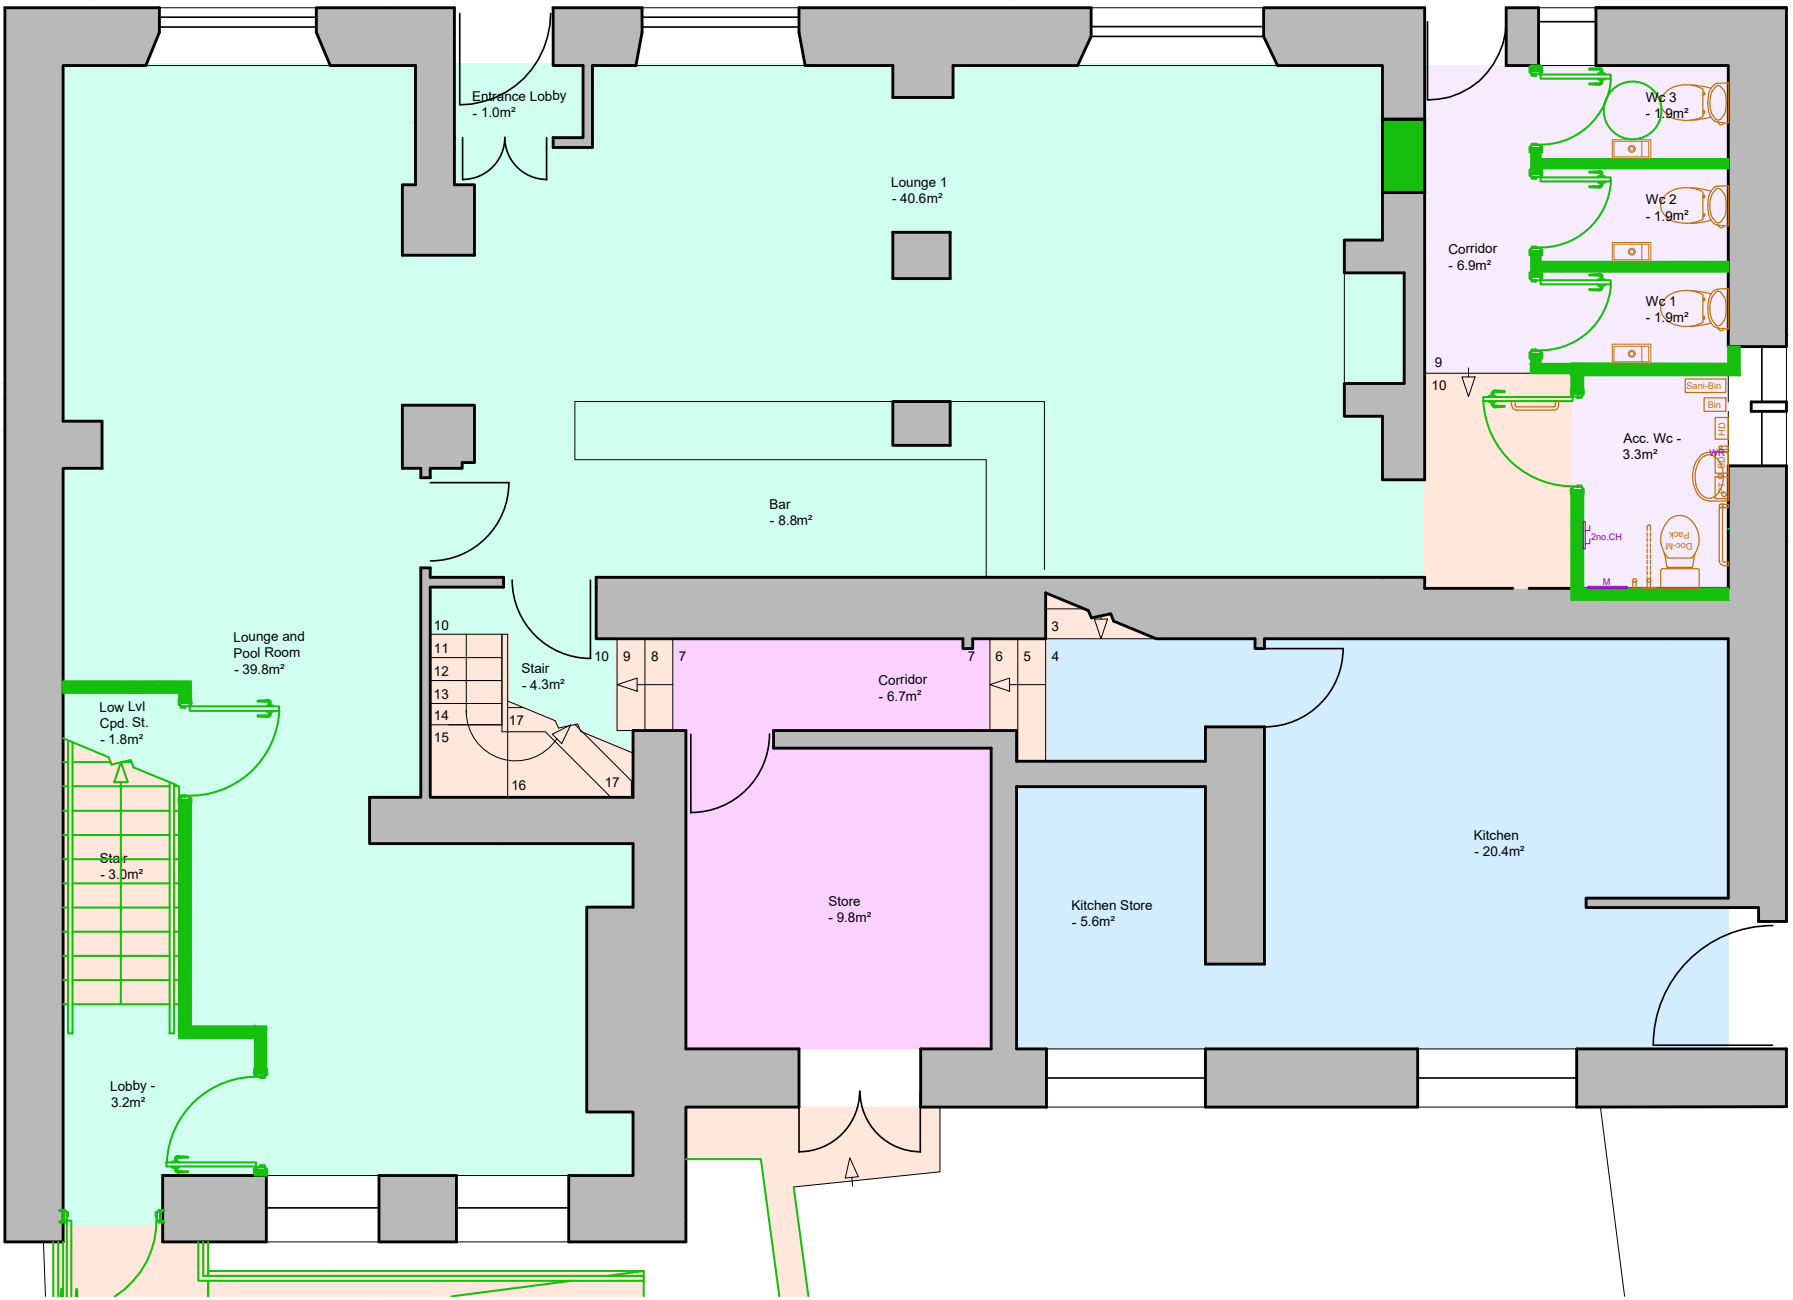 Entrance Lobby
- 1.0m²
Wc 3
- 1.9m²
Lounge 1
- 40.6m²
Wc 2
- 1.9m²
Corridor
- 6.9m²
Wc 1
- 1.9m²
9
10
Sani-Bin
Bin
HD
Acc. Wc -
3.3m²
WR
Bar
- 8.8m²
2no.CH
Doc-M
Pack
M
10
11
12
13
14
15
16
17
17
Stair
- 4.3m²
10
9
8
7
Corridor
- 6.7m²
7
6
5
4
3
Lounge and
Pool Room
- 39.8m²
Low Lvl
Cpd. St.
- 1.8m²
Stair
- 3.0m²
Kitchen
- 20.4m²
Store
- 9.8m²
Kitchen Store
- 5.6m²
Lobby -
3.2m²